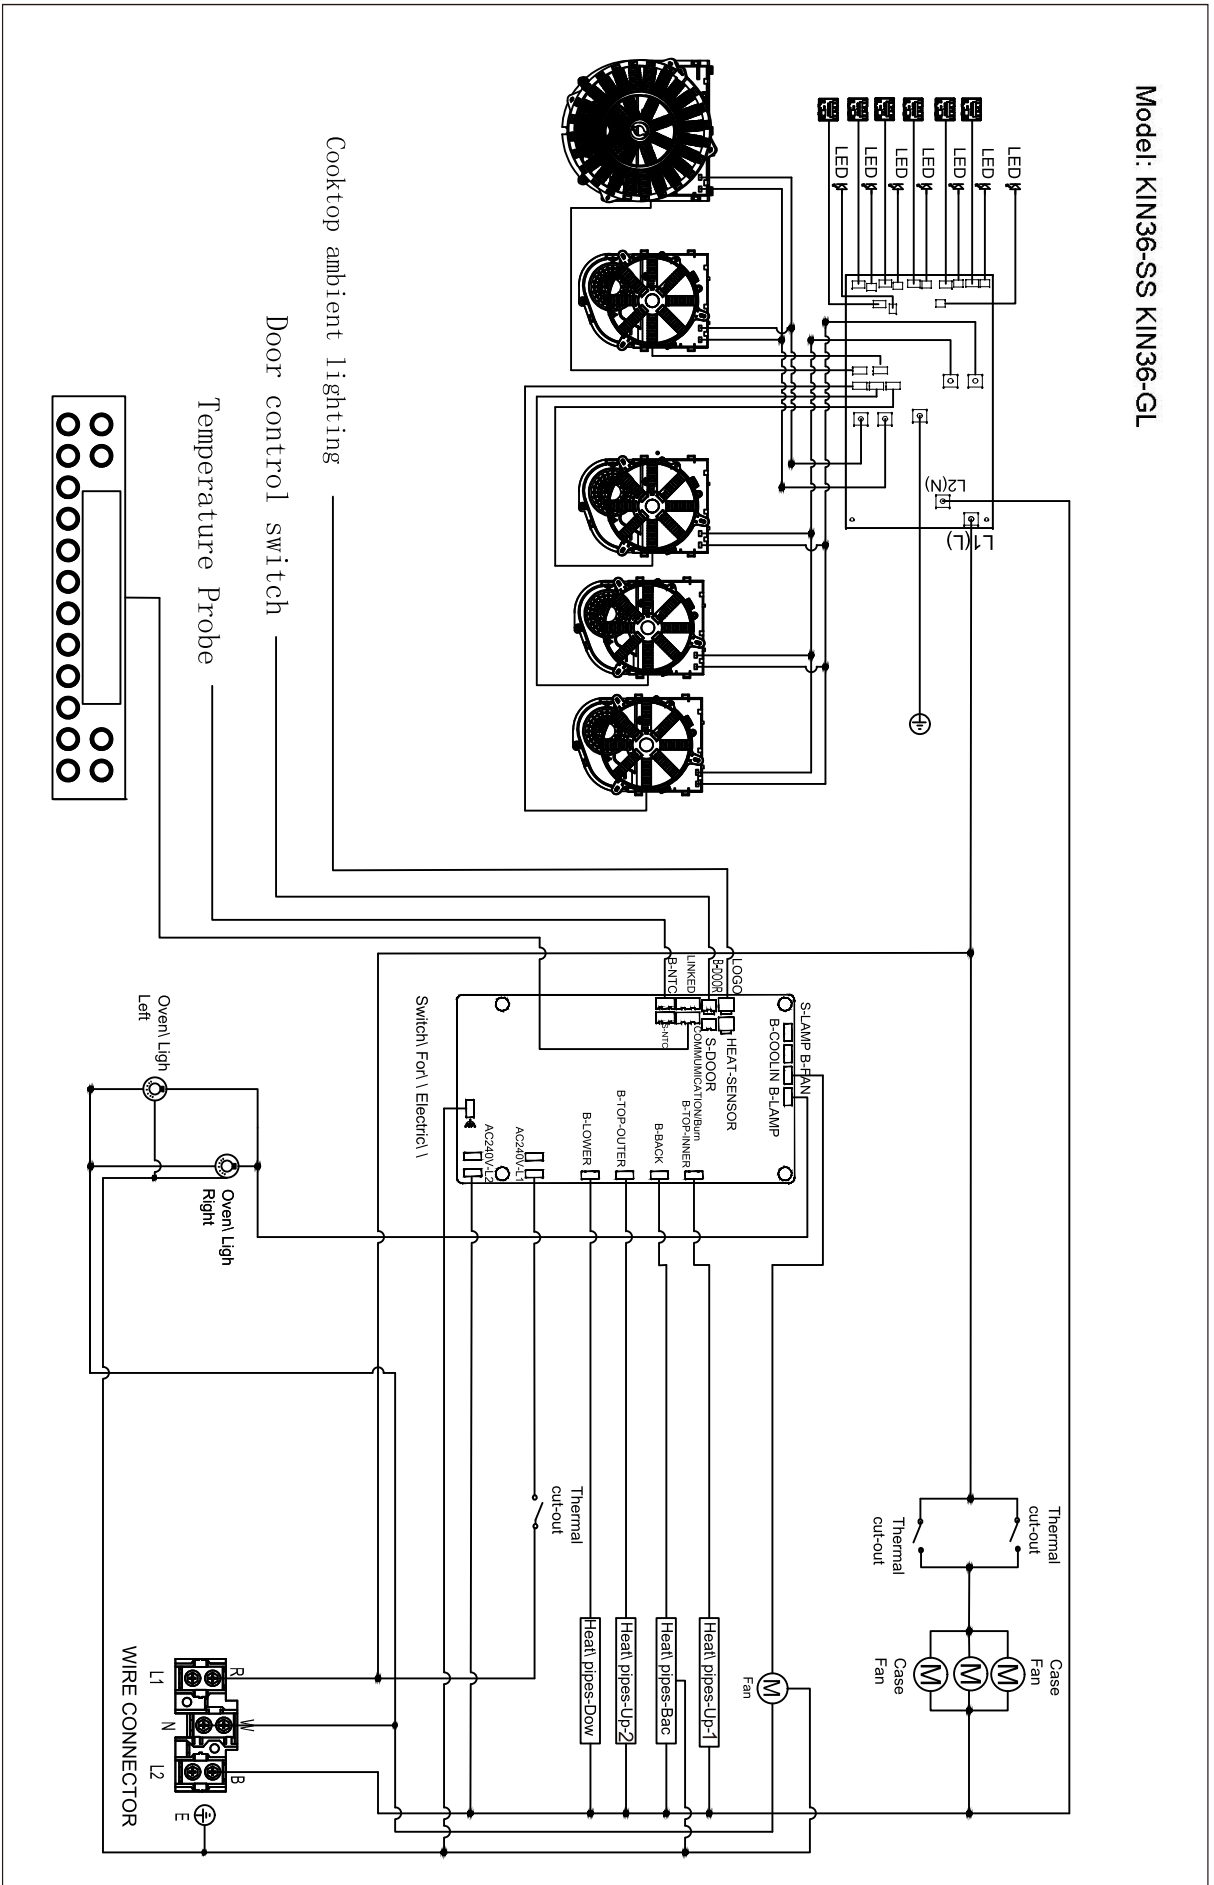 Model: KIN36-SS KIN36-GL
LED
LED
LED
LED
LED
LED
LED
L2(N)
L1(L)
Cooktop ambient lighting
Door control switch
Temperature Probe
LOGO
B-DOOR
LINKED
B-NTC
S-NTC
COMMUMICATION/Burn
S-DOOR
HEAT-SENSOR
S-LAMP B-FAN
B-COOLIN B-LAMP
B-TOP-INNER
B-BACK
B-TOP-OUTER
B-LOWER
AC240V-L1
AC240V-L2
Switch\ For\ \ Electric\ \
Oven\ Ligh
Left
Oven\ Ligh
Right
Thermal
cut-out
Thermal
cut-out
Thermal
cut-out
Case
Fan
Case
Fan
M
M
M
M
Fan
Heat\ pipes-Up-1
Heat\ pipes-Bac
Heat\ pipes-Up-2
Heat\ pipes-Dow
R
W
B
L1
N
L2
E
WIRE CONNECTOR